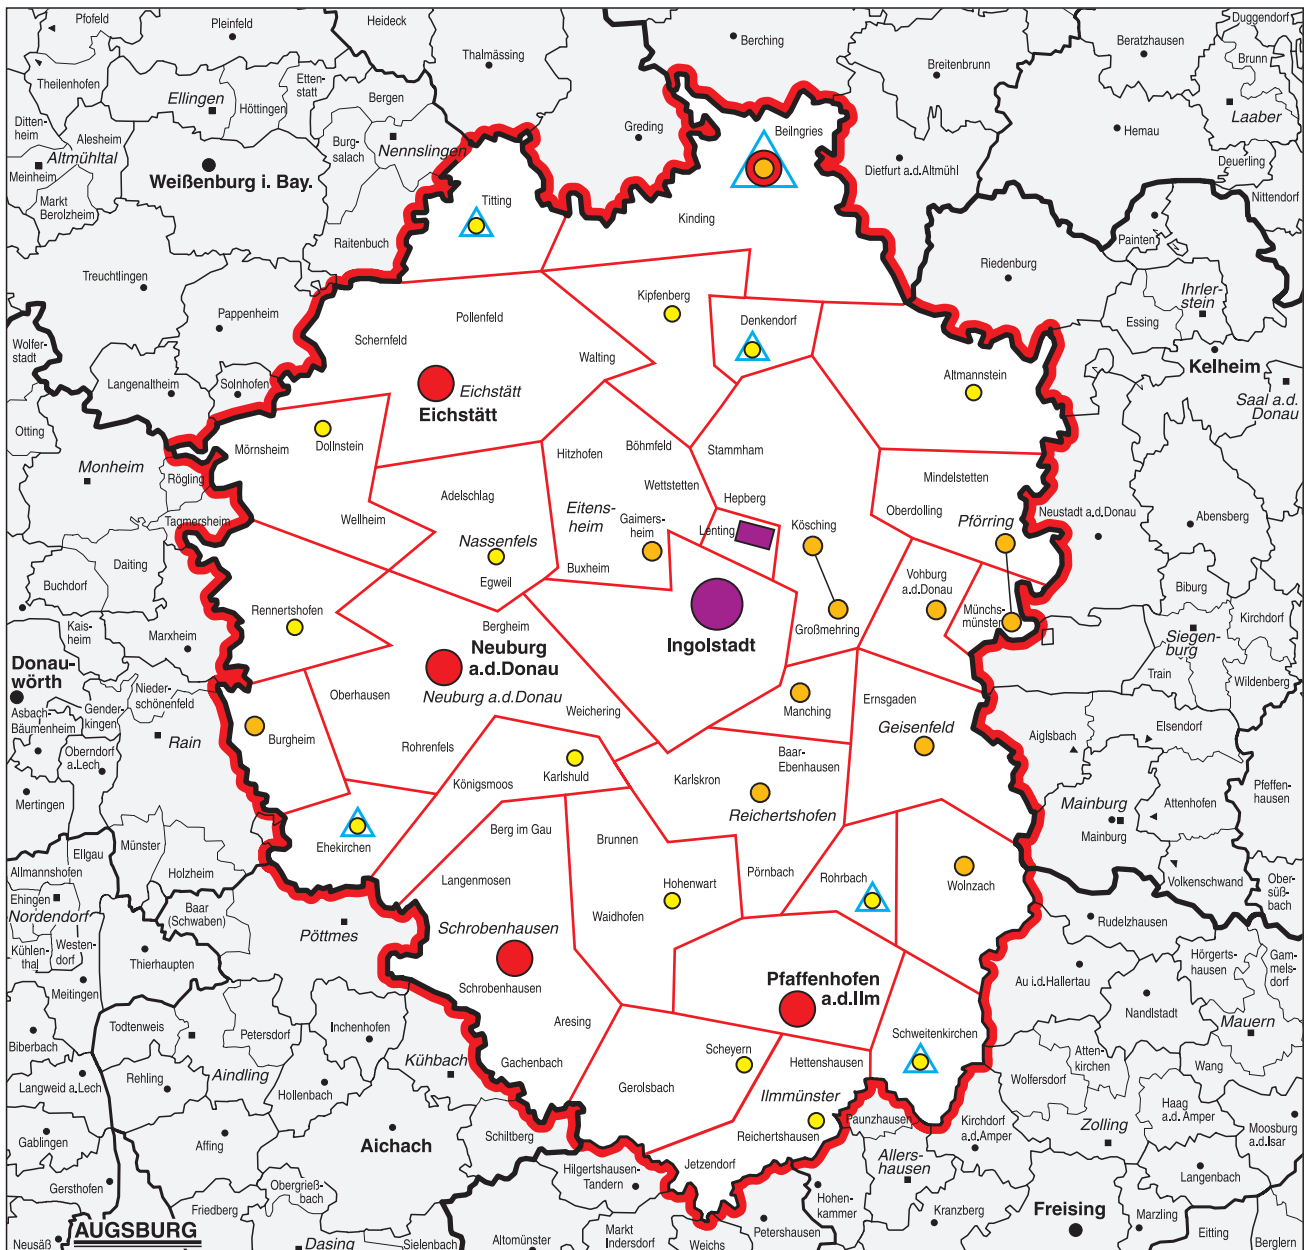 Pfofeld
Pleinfeld
Heideck
Thalmässing
Berching
Breitenbrunn
Beratzhausen
Duggendorf
Brunn
Laaber
Theilenhofen
Ellingen
Höttingen
Etten-
statt
Bergen
Burg-
salach
Nennslingen
Greding
Beilngries
Hemau
Ditten-
heim
Alesheim
Altmühltal
Meinheim
Markt
Berolzheim
Weißenburg i. Bay.
Dietfurt a.d.Altmühl
Deuerling
Nittendorf
Titting
Kinding
Raitenbuch
Treuchtlingen
Painten
Riedenburg
Ihrler-
stein
Essing
Pappenheim
Kipfenberg
Pollenfeld
Denkendorf
Schernfeld
Walting
Wolfer-
stadt
Langenaltheim
Solnhofen
Eichstätt
Eichstätt
Altmannstein
Kelheim
Saal a.d.
Donau
Otting
Monheim
Mörnsheim
Dollnstein
Hitzhofen
Böhmfeld
Stammham
Wettstetten
Hepberg
Mindelstetten
Rögling
Tagmersheim
Adelschlag
Wellheim
Eitens-
heim
Gaimers-
heim
Lenting
Kösching
Oberdolling
Pförring
Neustadt a.d.Donau
Abensberg
Nassenfels
Egweil
Buxheim
Daiting
Buchdorf
Rennertshofen
Bergheim
Vohburg
a.d.Donau
Münchs-
münster
Großmehring
Biburg
Kirchdorf
Siegen-
burg
Train
Wildenberg
Kais-
heim
Marxheim
Neuburg
a.d.Donau
Neuburg a.d.Donau
Ingolstadt
Donau-
wörth
Oberhausen
Weichering
Manching
Ernsgaden
Geisenfeld
Nieder-
schönenfeld
Gender-
kingen
Asbach-
Bäumenheim
Oberndorf
a.Lech
Rain
Burgheim
Rohrenfels
Königsmoos
Karlshuld
Karlskron
Baar-
Ebenhausen
Reichertshofen
Aiglsbach
Elsendorf
Mertingen
Mainburg
Mainburg
Attenhofen
Pfeffen-
hausen
Münster
Ehekirchen
Berg im Gau
Brunnen
Pörnbach
Rohrbach
Wolnzach
Volkenschwand
Ober-
süß-
bach
Ellgau
Allmannshofen
Ehingen
Nordendorf
Holzheim
Baar
(Schwaben)
Langenmosen
Hohenwart
Waidhofen
Rudelzhausen
Kühlen-
thal
Westen-
dorf
Thierhaupten
Pöttmes
Schrobenhausen
Schrobenhausen
Pfaffenhofen
a.d.Ilm
Au i.d.Hallertau
Hörgerts-
hausen
Gam-
mels-
dorf
Meitingen
Todtenweis
Petersdorf
Inchenhofen
Aresing
Schweitenkirchen
Nandlstadt
Mauern
Biberbach
Kühbach
Gachenbach
Scheyern
Gerolsbach
Hettenshausen
Atten-
kirchen
Wolfersdorf
Wang
Langweid a.Lech
Rehling
Aindling
Hollenbach
Ilmmünster
Reichertshausen
Paunzhausen
Kirchdorf
a.d.Amper
Haag
a.d. Amper
Zolling
Moosburg
a.d.Isar
Gablingen
Affing
Aichach
Schiltberg
Jetzendorf
Allers-
hausen
Langenbach
Gersthofen
Obergrieß-
bach
Hilgertshausen-
Tandern
Hohen-
kammer
Kranzberg
Freising
Marzling
Friedberg
AUGSBURG
Neusäß
Dasing
Sielenbach
Altomünster
Markt
Indersdorf
Weichs
Petershausen
Eitting
Berglern